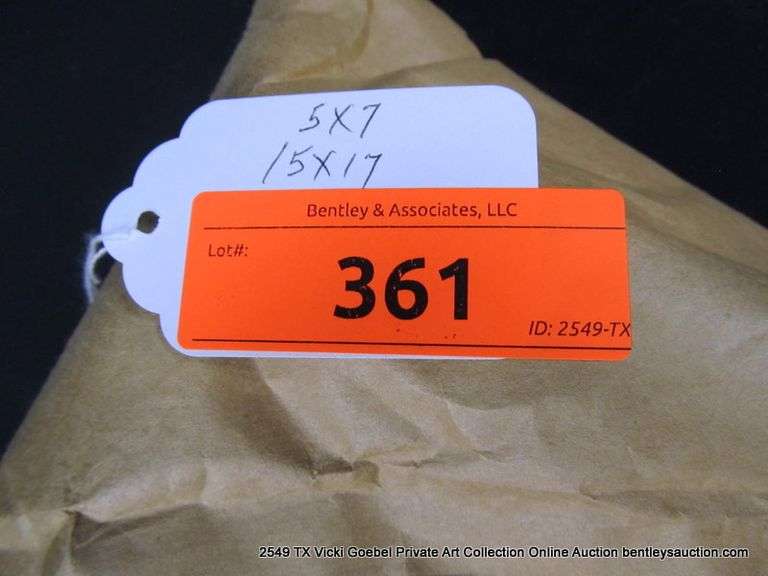 5X7
15X17
Bentley & Associates, LLC
Lot#:
361
ID: 2549-TX
2549 TX Vicki Goebel Private Art Collection Online Auction bentleysauction.com